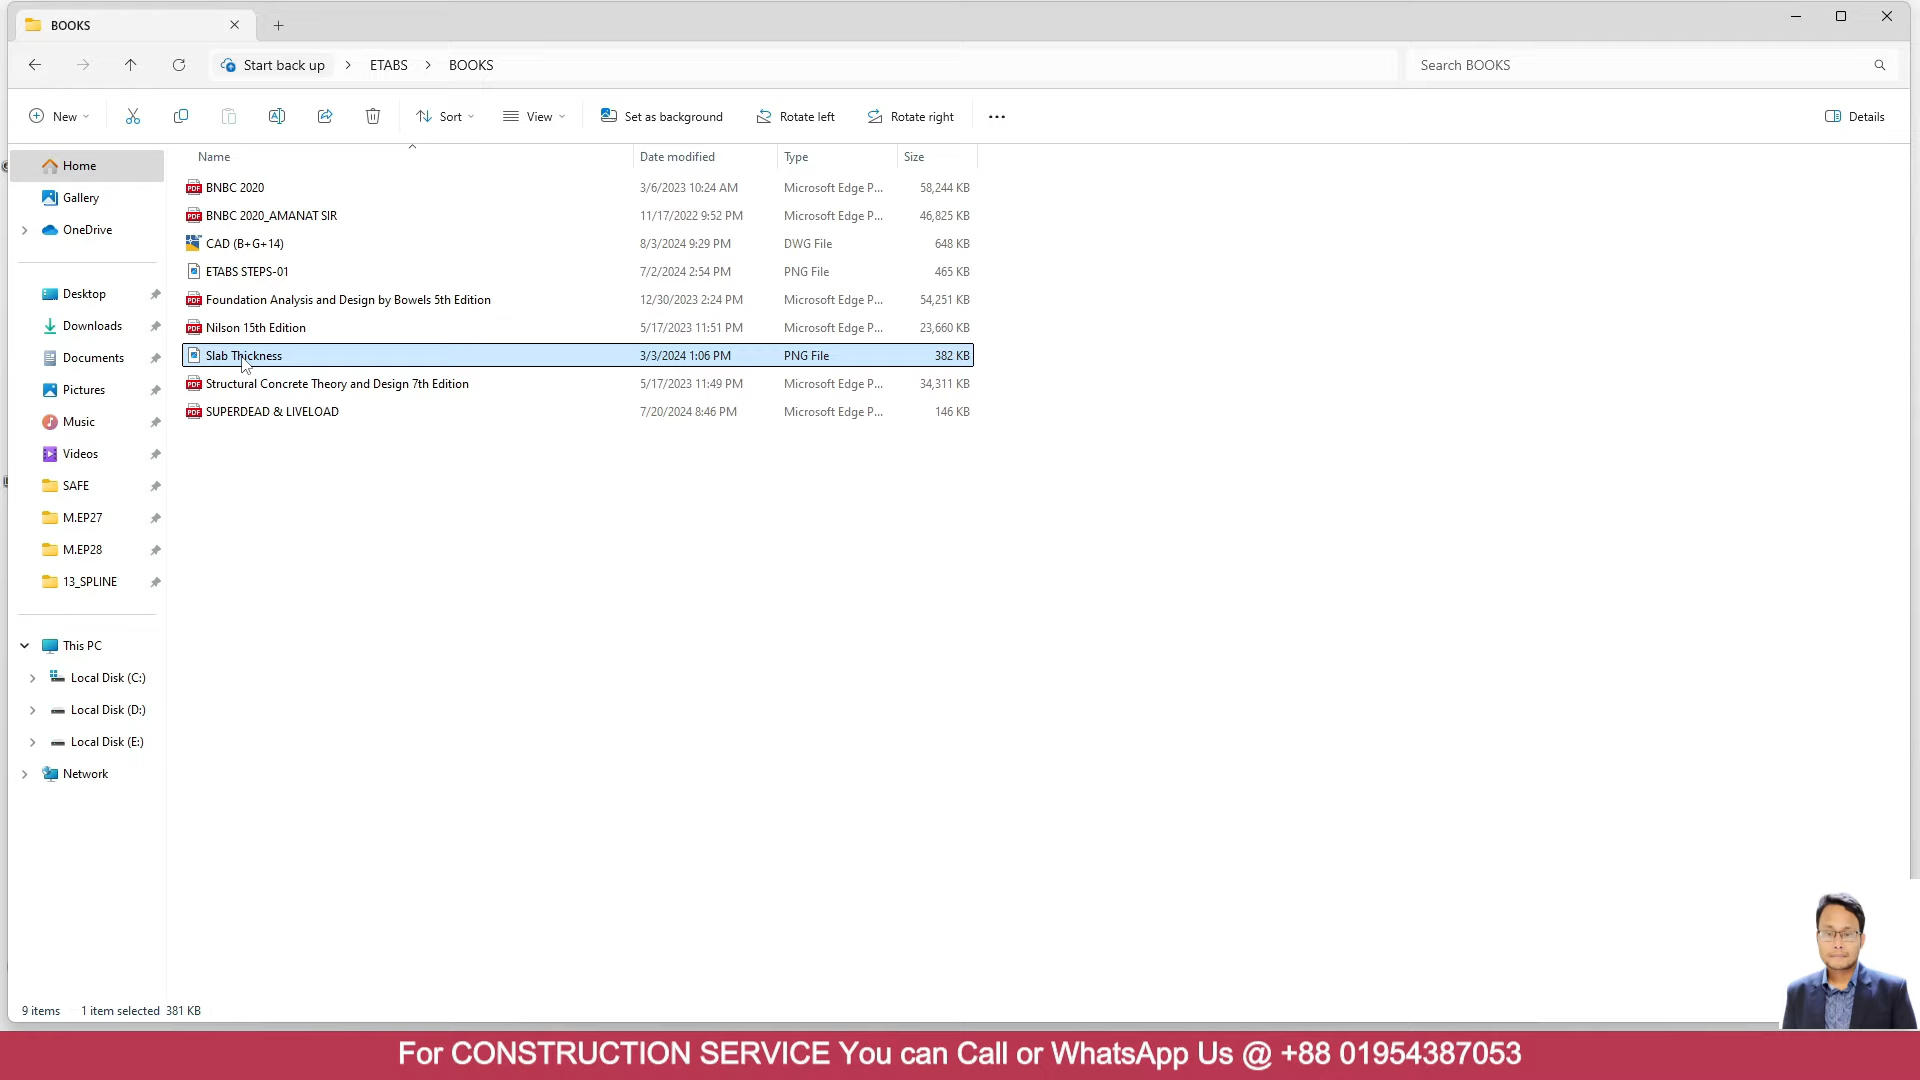 BOOKS
Start back up > ETABS > BOOKS
Search BOOKS
New
Sort
View
Set as background
Rotate left
Rotate right
Details
Name Date modified Type Size
BNBC 2020 3/6/2023 10:24 AM Microsoft Edge P... 58,244 KB
BNBC 2020_AMANAT SIR 11/17/2022 9:52 PM Microsoft Edge P... 46,825 KB
CAD (B+G+14) 8/3/2024 9:29 PM DWG File 648 KB
ETABS STEPS-01 7/2/2024 2:54 PM PNG File 465 KB
Foundation Analysis and Design by Bowels 5th Edition 12/30/2023 2:24 PM Microsoft Edge P... 54,251 KB
Nilson 15th Edition 5/17/2023 11:51 PM Microsoft Edge P... 23,660 KB
Slab Thickness 3/3/2024 1:06 PM PNG File 382 KB
Structural Concrete Theory and Design 7th Edition 5/17/2023 11:49 PM Microsoft Edge P... 34,311 KB
SUPERDEAD & LIVELOAD 7/20/2024 8:46 PM Microsoft Edge P... 146 KB
Home
Gallery
OneDrive
Desktop
Downloads
Documents
Pictures
Music
Videos
SAFE
M.EP27
M.EP28
13_SPLINE
This PC
Local Disk (C:)
Local Disk (D:)
Local Disk (E:)
Network
9 items 1 item selected 381 KB
For CONSTRUCTION SERVICE You can Call or WhatsApp Us @ +88 01954387053